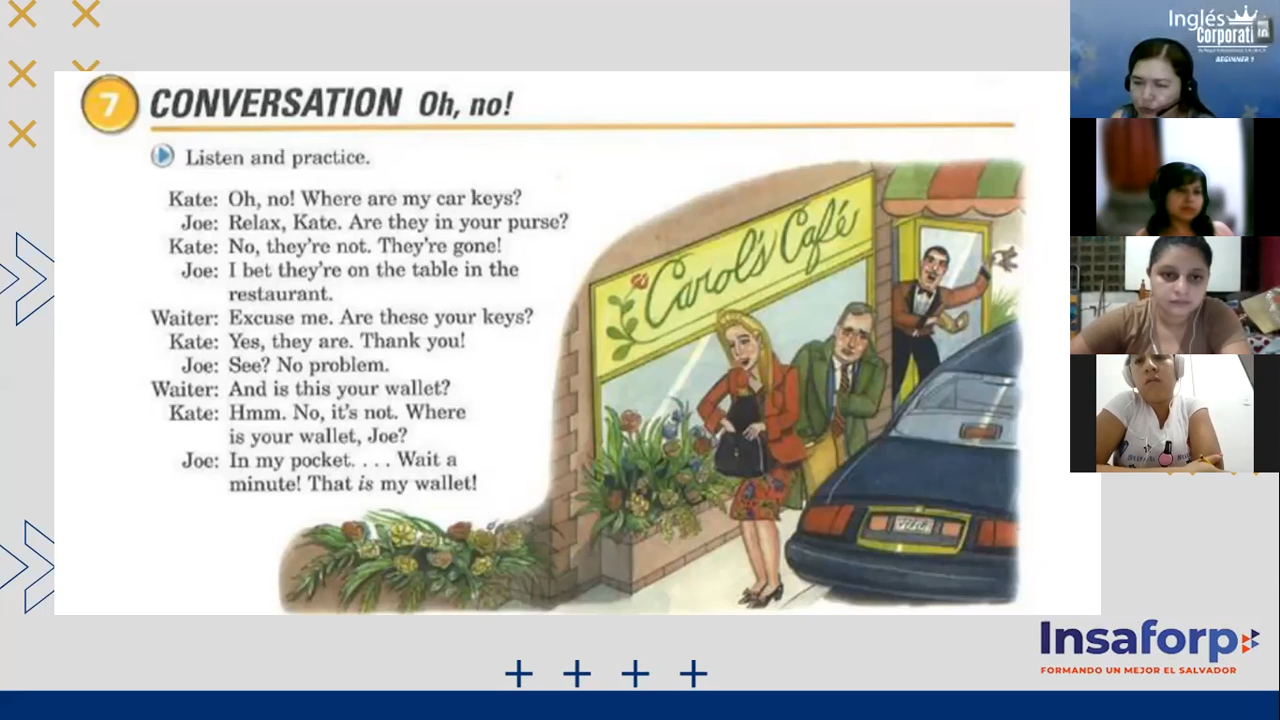 7 CONVERSATION Oh, no!
Listen and practice.
Kate: Oh, no! Where are my car keys?
Joe: Relax, Kate. Are they in your purse?
Kate: No, they're not. They're gone!
Joe: I bet they're on the table in the
restaurant.
Waiter: Excuse me. Are these your keys?
Kate: Yes, they are. Thank you!
Joe: See? No problem.
Waiter: And is this your wallet?
Kate: Hmm. No, it's not. Where
is your wallet, Joe?
Joe: In my pocket. . . . Wait a
minute! That is my wallet!
Carol's Café
Inglés
Corporati
BEGINNER 1
Insaforp
FORMANDO UN MEJOR EL SALVADOR